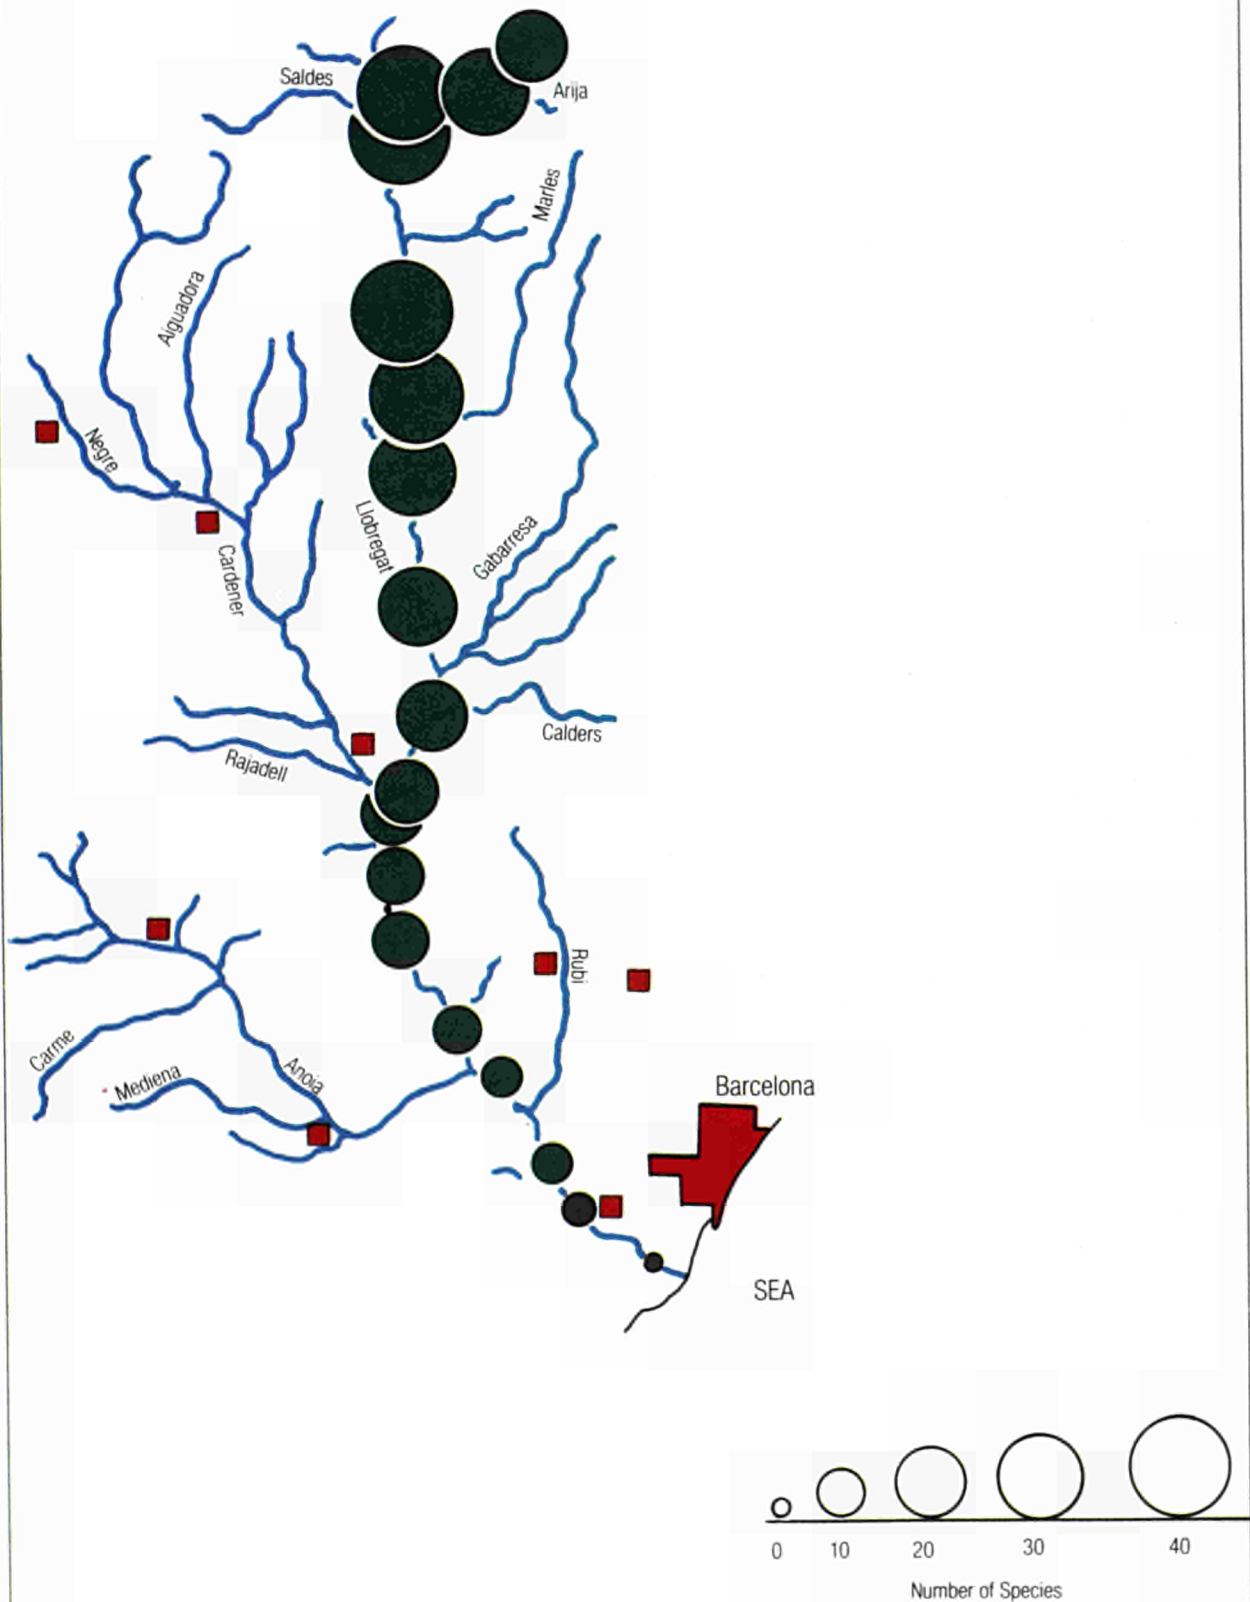 Saldes
Arija
Marles
Aiguadora
Negre
Llobregat
Gabarresa
Cardener
Calders
Rajadell
Rubi
Carme
Mediena
Anoia
Barcelona
SEA
0 10 20 30 40
Number of Species